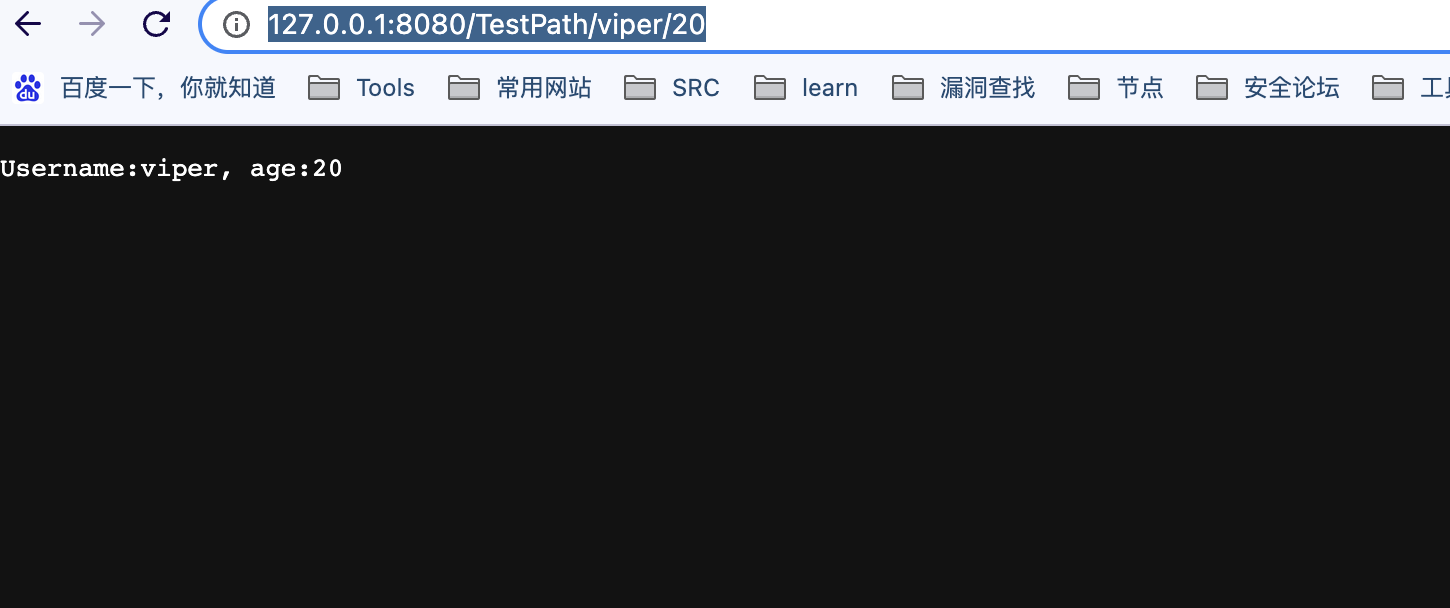 127.0.0.1:8080/TestPath/viper/20
du 百度一下，你就知道 Tools 常用网站 SRC learn 漏洞查找 节点 安全论坛
Username:viper, age:20